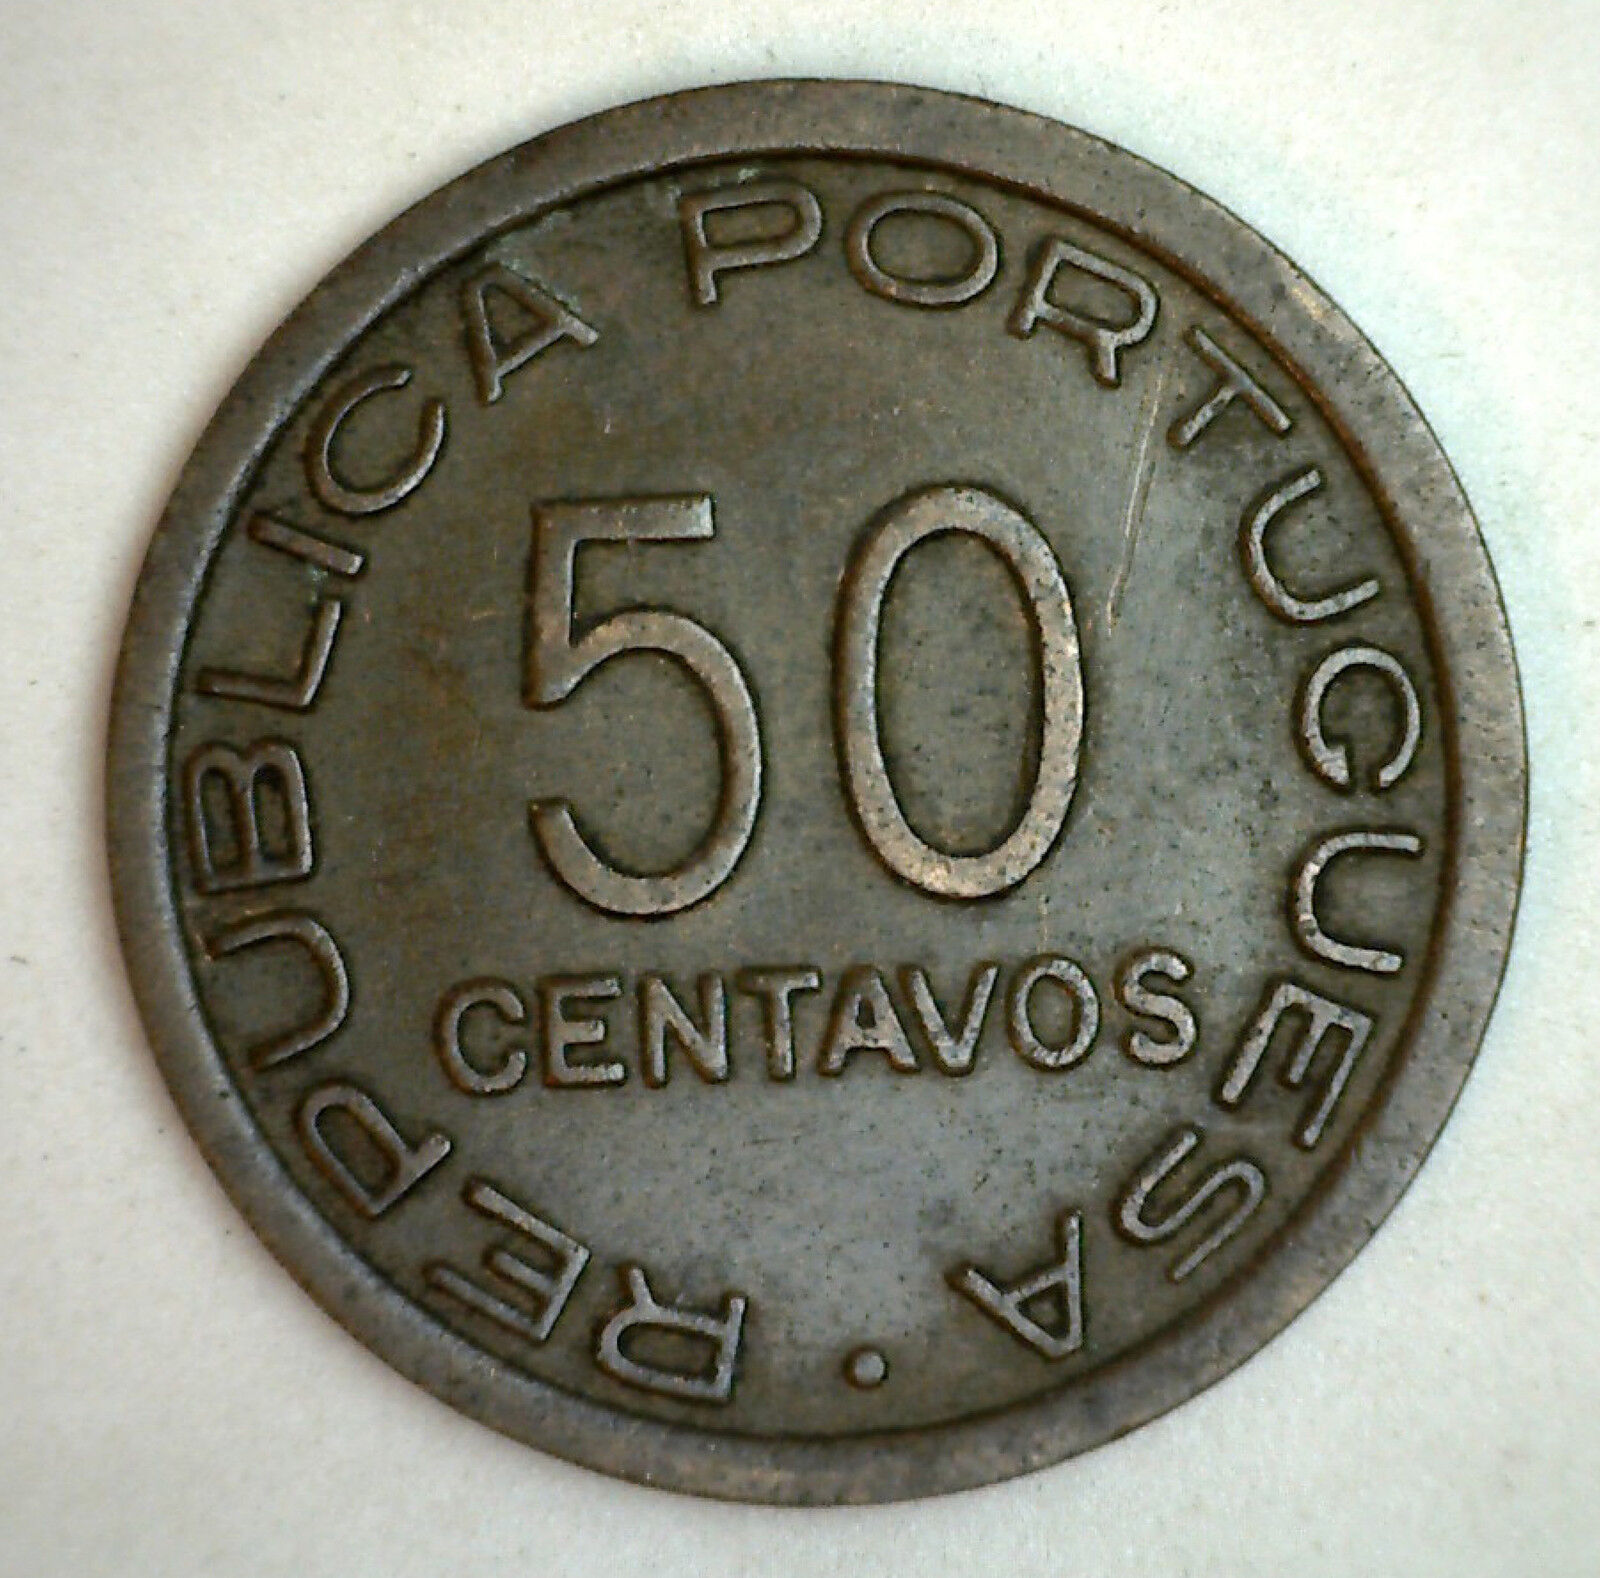 REPUBLICA PORTUGUESA ·
50
CENTAVOS